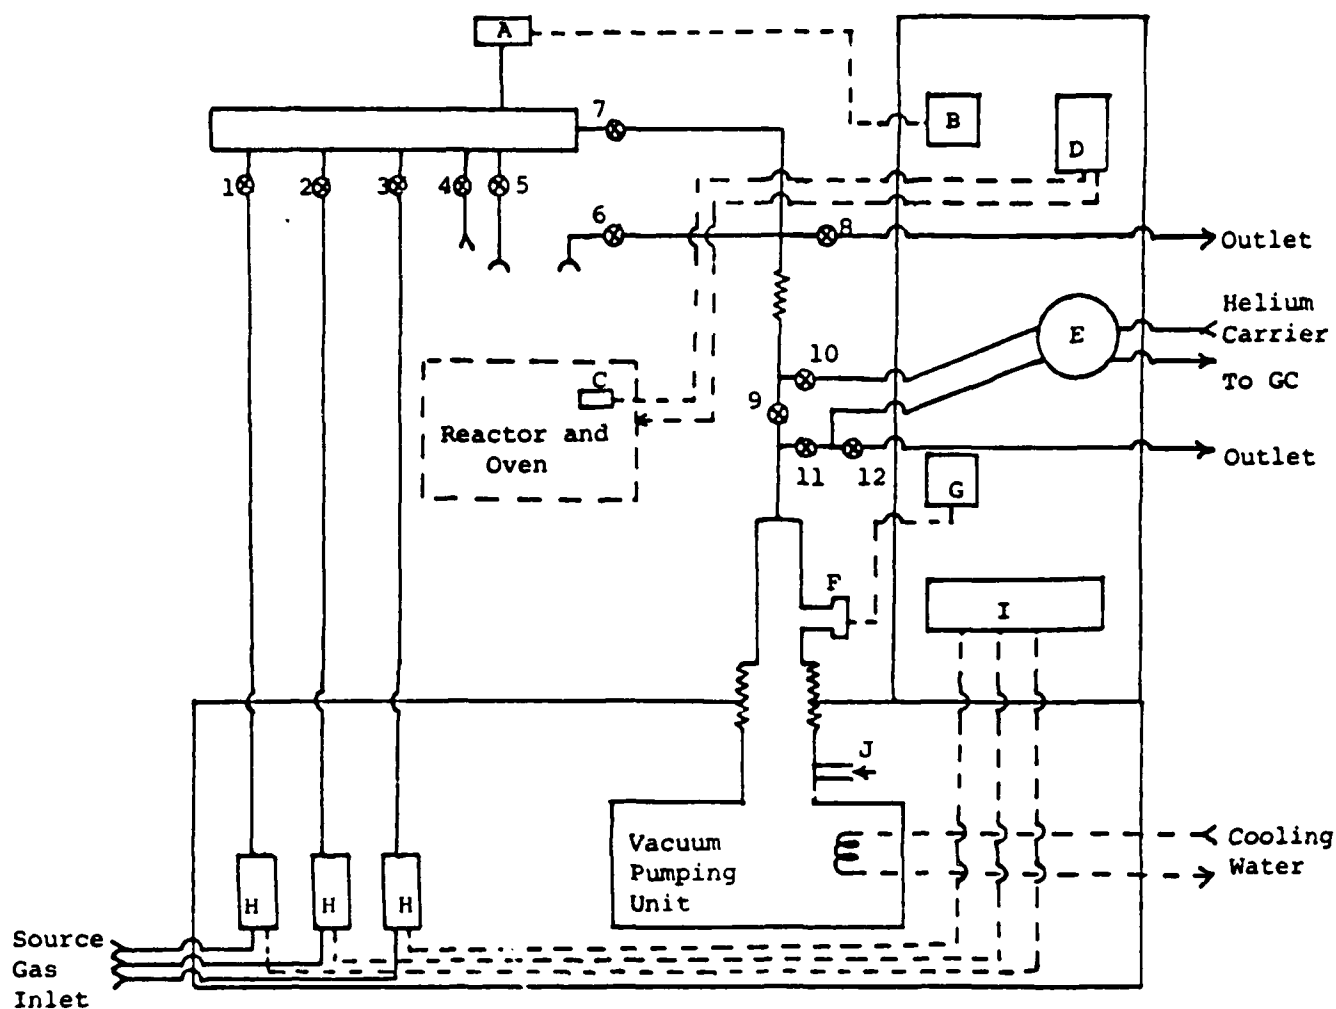 A
7
B
D
1
2
3
4
5
6
8
Outlet
Helium
Carrier
E
10
To GC
C
9
Reactor and
Oven
Outlet
11
12
G
F
I
J
Vacuum
Pumping
Unit
Cooling
Water
H
H
H
Source
Gas
Inlet